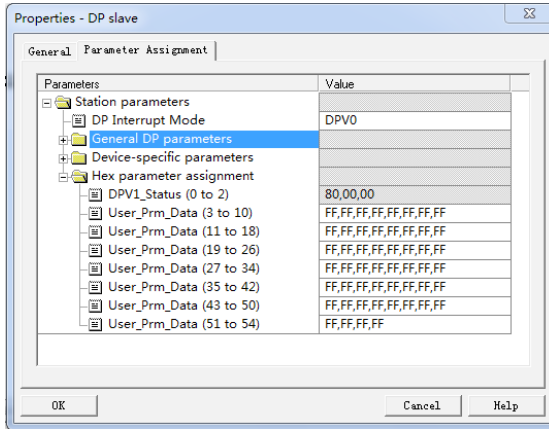 Properties - DP slave
General Parameter Assignment
Parameters Value
Station parameters
DP Interrupt Mode DPV0
General DP parameters
Device-specific parameters
Hex parameter assignment
DPV1_Status (0 to 2) 80,00,00
User_Prm_Data (3 to 10) FF,FF,FF,FF,FF,FF,FF,FF
User_Prm_Data (11 to 18) FF,FF,FF,FF,FF,FF,FF,FF
User_Prm_Data (19 to 26) FF,FF,FF,FF,FF,FF,FF,FF
User_Prm_Data (27 to 34) FF,FF,FF,FF,FF,FF,FF,FF
User_Prm_Data (35 to 42) FF,FF,FF,FF,FF,FF,FF,FF
User_Prm_Data (43 to 50) FF,FF,FF,FF,FF,FF,FF,FF
User_Prm_Data (51 to 54) FF,FF,FF,FF
OK Cancel Help